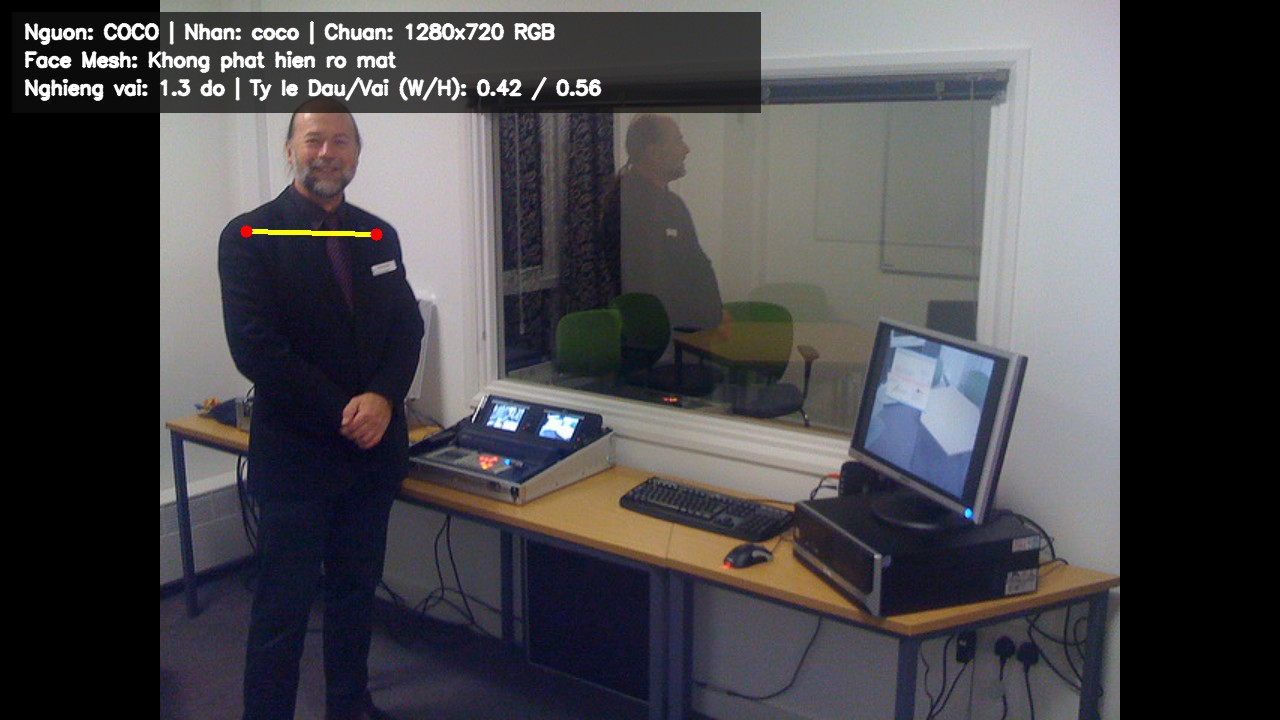 Nguon: COCO | Nhan: coco | Chuan: 1280x720 RGB
Face Mesh: Khong phat hien ro mat
Nghieng vai: 1.3 do | Ty le Dau/Vai (W/H): 0.42 / 0.56